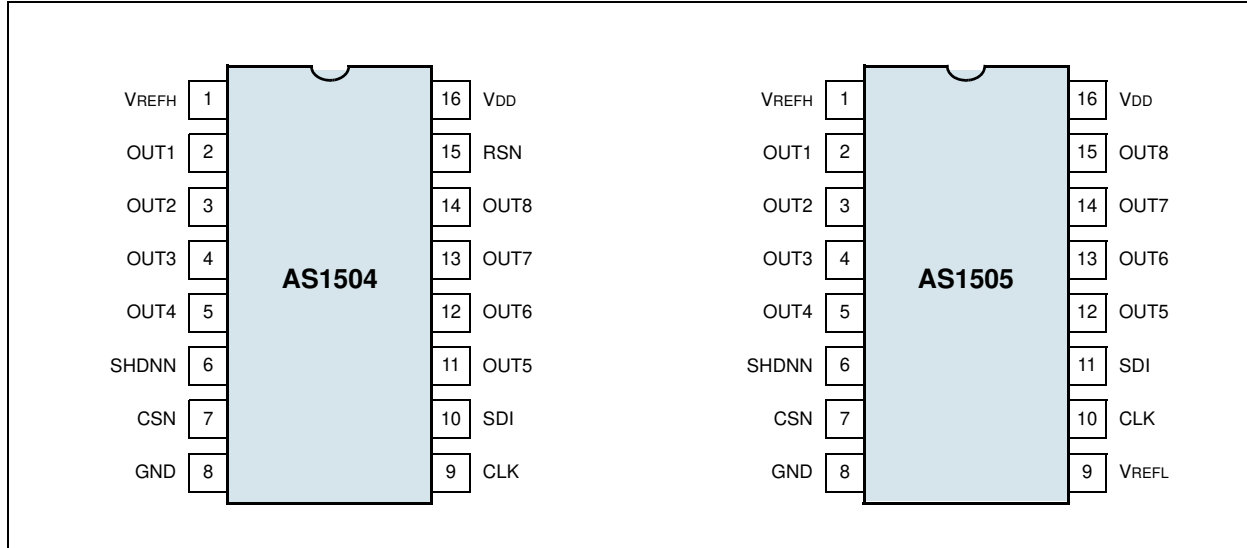 VREFH 1 16 VDD
OUT1 2 15 RSN
OUT2 3 14 OUT8
OUT3 4 13 OUT7
AS1504
OUT4 5 12 OUT6
SHDNN 6 11 OUT5
CSN 7 10 SDI
GND 8 9 CLK
VREFH 1 16 VDD
OUT1 2 15 OUT8
OUT2 3 14 OUT7
OUT3 4 13 OUT6
AS1505
OUT4 5 12 OUT5
SHDNN 6 11 SDI
CSN 7 10 CLK
GND 8 9 VREFL